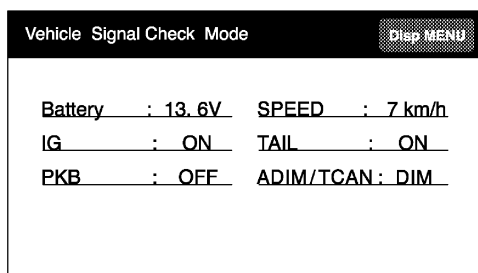 Vehicle Signal Check Mode Disp MENU
Battery : 13. 6V SPEED : 7 km/h
IG : ON TAIL : ON
PKB : OFF ADIM/TCAN : DIM